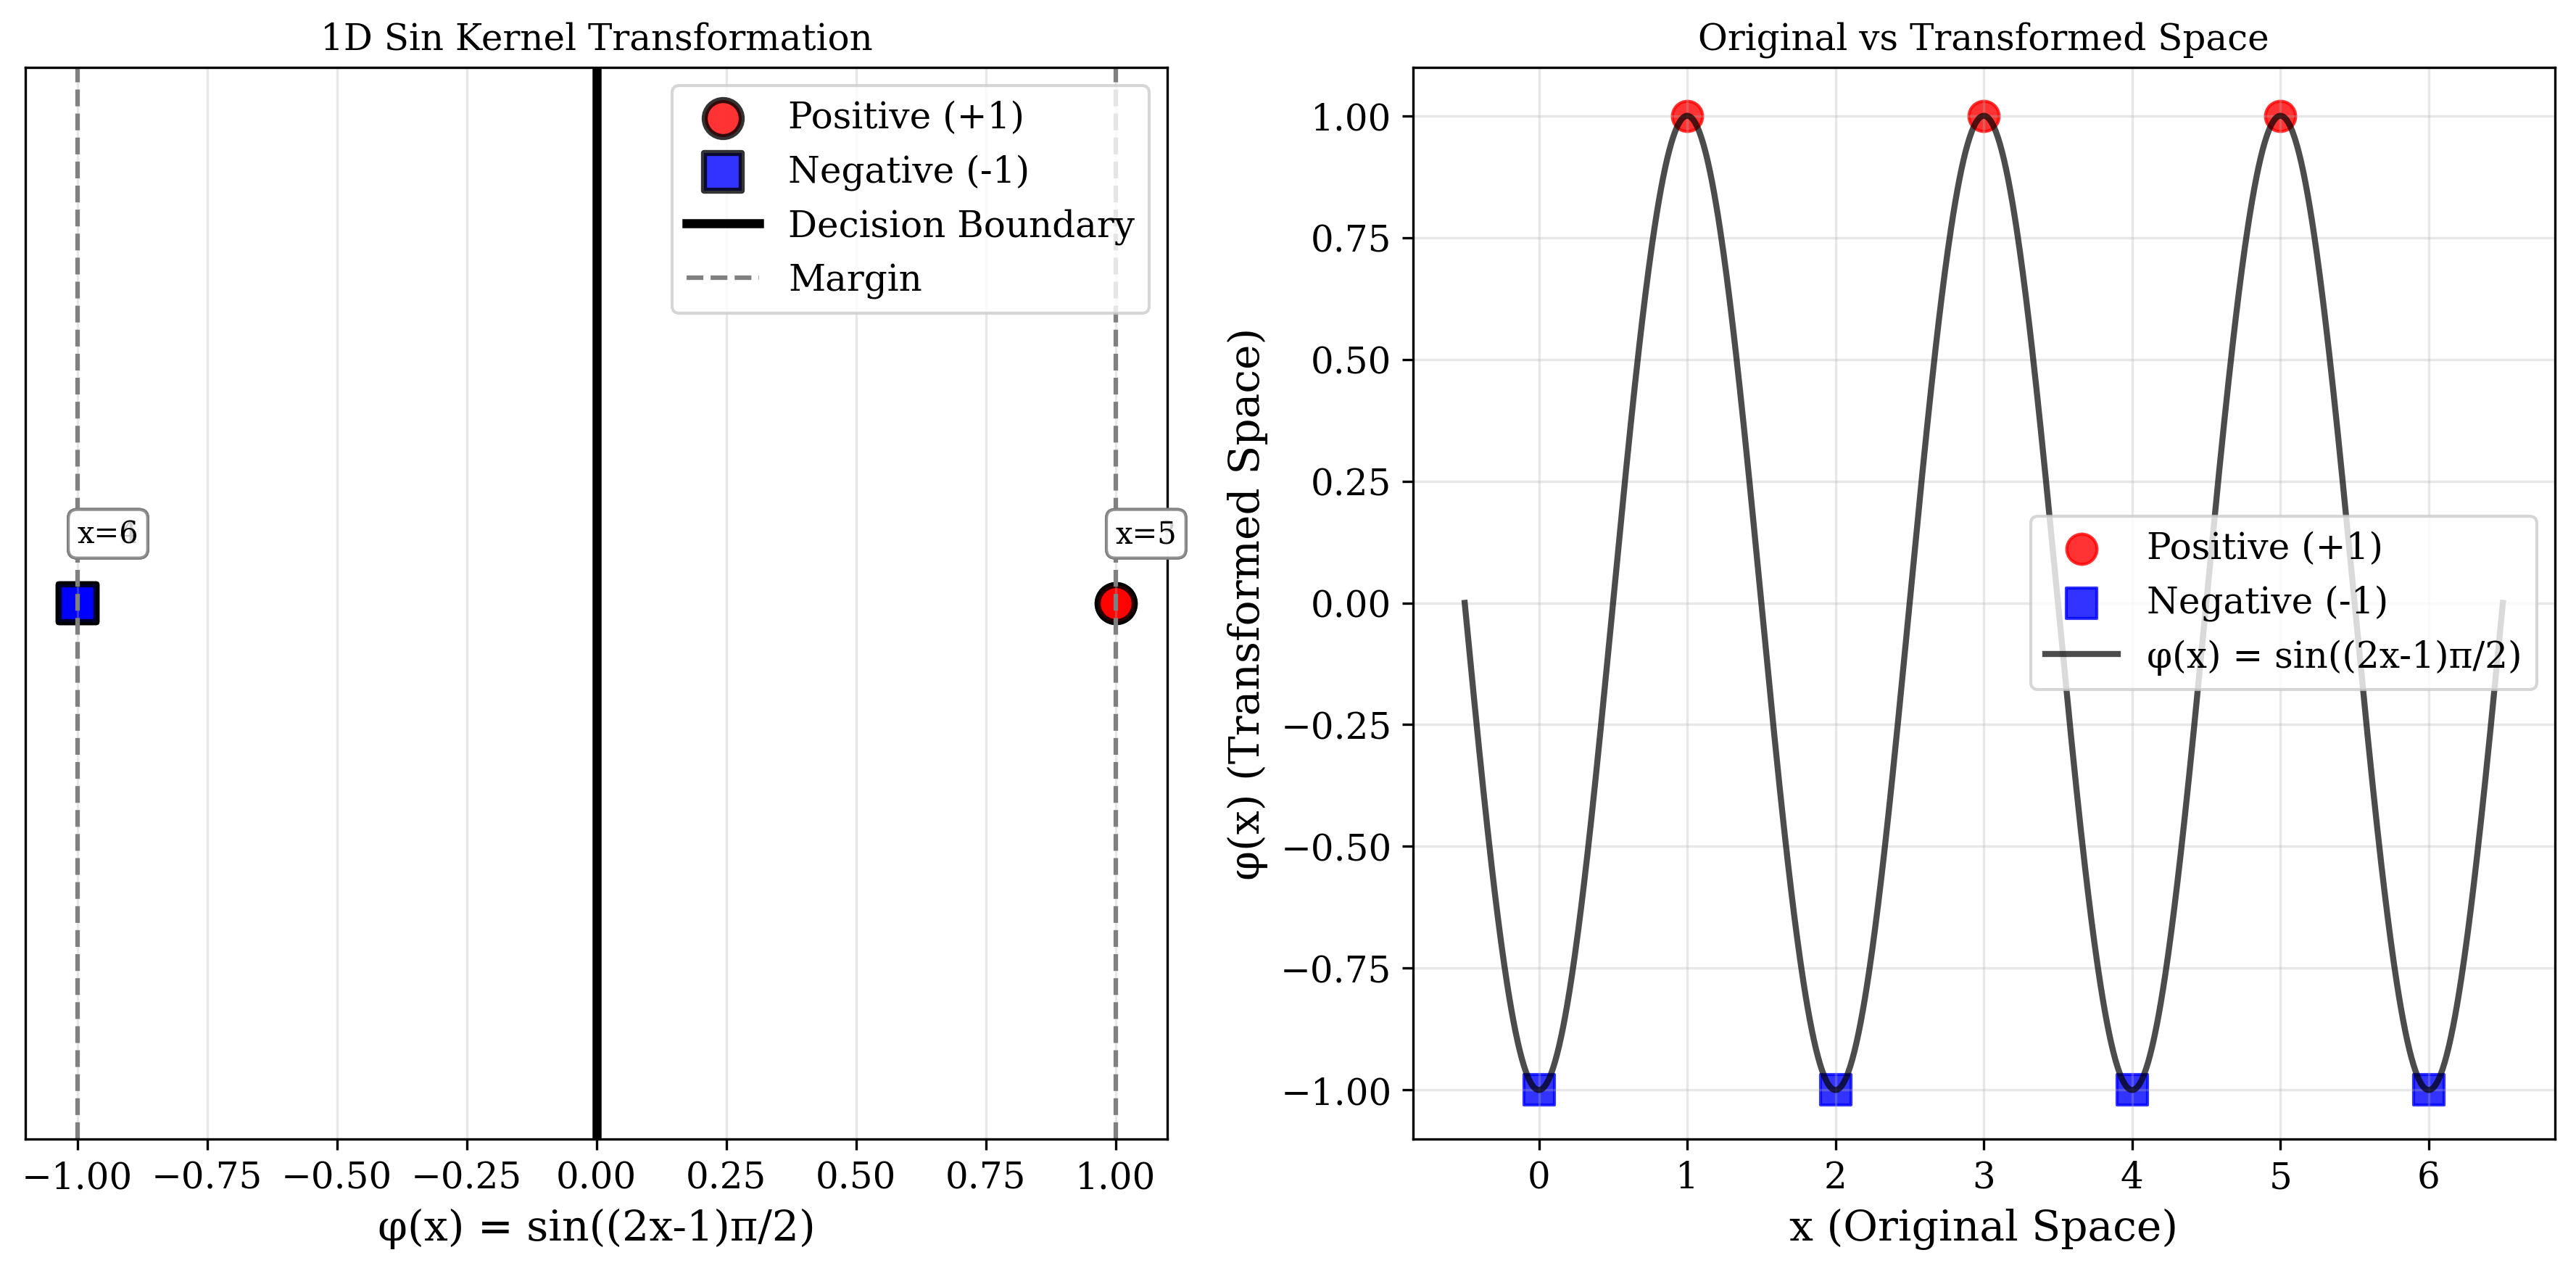 1D Sin Kernel Transformation
Positive (+1)
Negative (-1)
Decision Boundary
Margin
x=6
x=5
−1.00 −0.75 −0.50 −0.25 0.00 0.25 0.50 0.75 1.00
φ(x) = sin((2x-1)π/2)
Original vs Transformed Space
φ(x) (Transformed Space)
1.00
0.75
0.50
0.25
0.00
−0.25
−0.50
−0.75
−1.00
Positive (+1)
Negative (-1)
φ(x) = sin((2x-1)π/2)
0 1 2 3 4 5 6
x (Original Space)